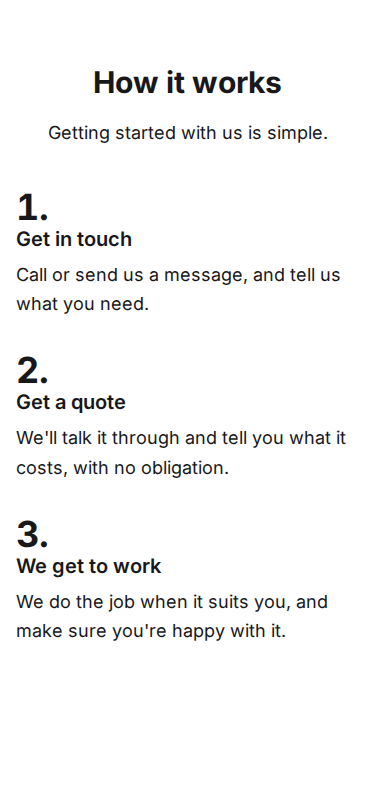 How it works
Getting started with us is simple.
1.
Get in touch
Call or send us a message, and tell us
what you need.
2.
Get a quote
We'll talk it through and tell you what it
costs, with no obligation.
3.
We get to work
We do the job when it suits you, and
make sure you're happy with it.